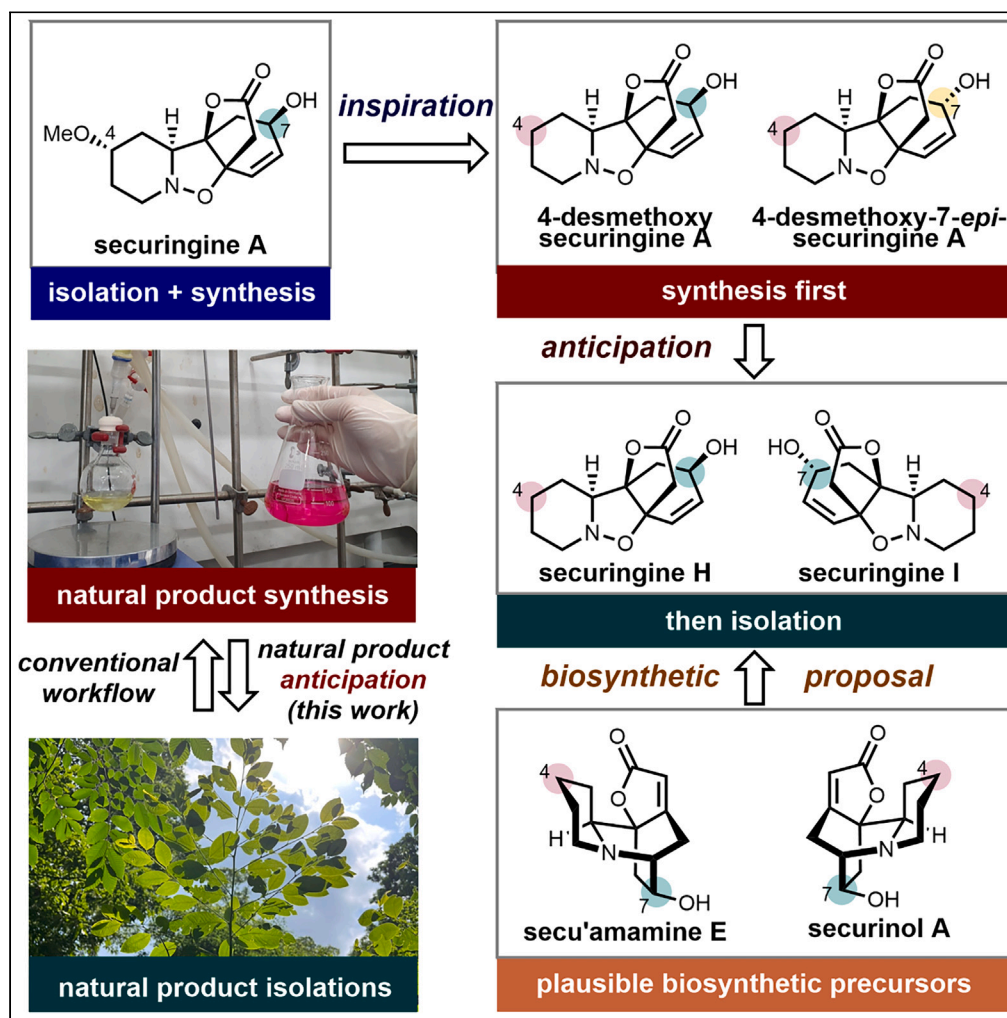 O
O
OH
H
MeO
4
7
N
O
securingine A
isolation + synthesis
inspiration
O
O
OH
H
4
N
O
4-desmethoxy
securingine A
O
O
OH
H
7
4
N
O
4-desmethoxy-7-epi-
securingine A
synthesis first
anticipation
O
O
OH
H
4
N
O
securingine H
O
HO
O
H
7
4
O
N
securingine I
then isolation
natural product synthesis
conventional
workflow
natural product
anticipation
(this work)
natural product isolations
biosynthetic
proposal
O
4
O
H
N
7
OH
secu'amamine E
O
4
O
H
N
7
OH
securinol A
plausible biosynthetic precursors